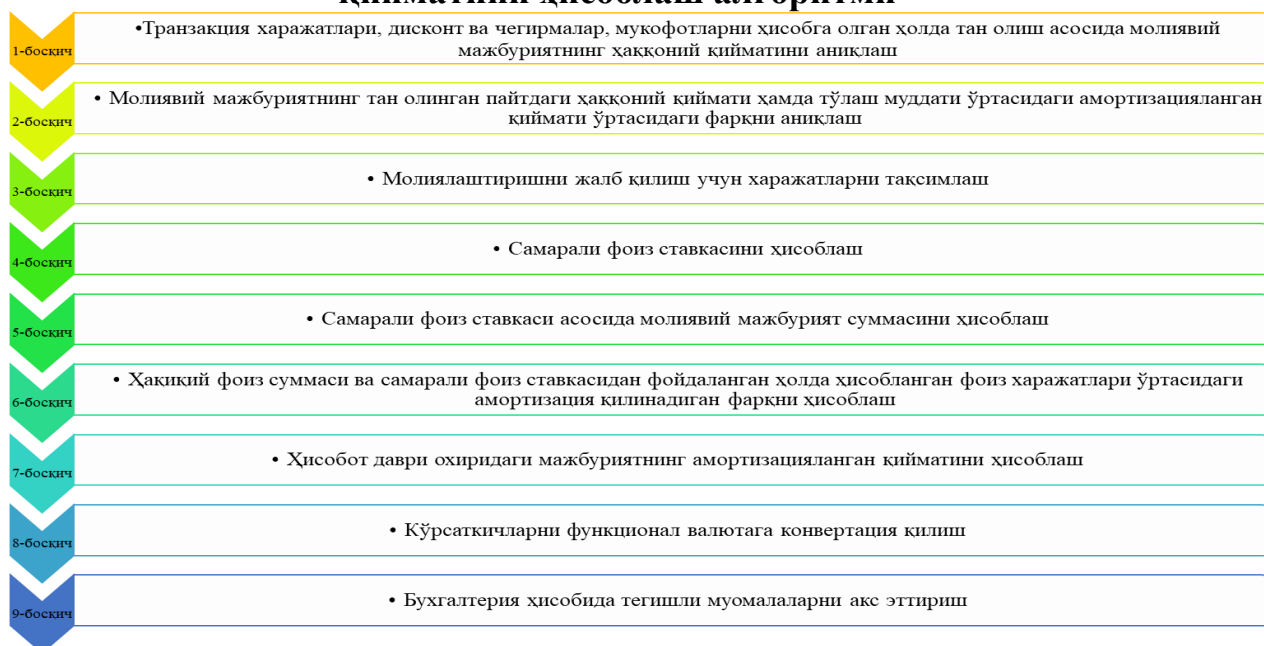 қийматини ҳисоблаш алгоритми
1-босқич
•Транзакция харажатлари, дисконт ва чегирмалар, мукофотларни ҳисобга олган ҳолда тан олиш асосида молиявий
мажбуриятнинг ҳаққоний қийматини аниқлаш
2-босқич
• Молиявий мажбуриятнинг тан олинган пайтдаги ҳаққоний қиймати ҳамда тўлаш муддати ўртасидаги амортизацияланган
қиймати ўртасидаги фарқни аниқлаш
3-босқич
• Молиялаштиришни жалб қилиш учун харажатларни тақсимлаш
4-босқич
• Самарали фоиз ставкасини ҳисоблаш
5-босқич
• Самарали фоиз ставкаси асосида молиявий мажбурият суммасини ҳисоблаш
6-босқич
• Ҳақиқий фоиз суммаси ва самарали фоиз ставкасидан фойдаланган ҳолда ҳисобланган фоиз харажатлари ўртасидаги
амортизация қилинадиган фарқни ҳисоблаш
7-босқич
• Ҳисобот даври охиридаги мажбуриятнинг амортизацияланган қийматини ҳисоблаш
8-босқич
• Кўрсаткичларни функционал валютага конвертация қилиш
9-босқич
• Бухгалтерия ҳисобида тегишли муомалаларни акс эттириш